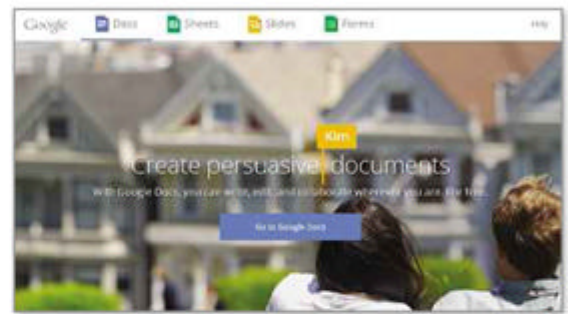 Google Docs Sheets Slides Forms Help
Kim
Create persuasive documents
With Google Docs, you can write, edit, and collaborate wherever you are. For free.
Go to Google Docs